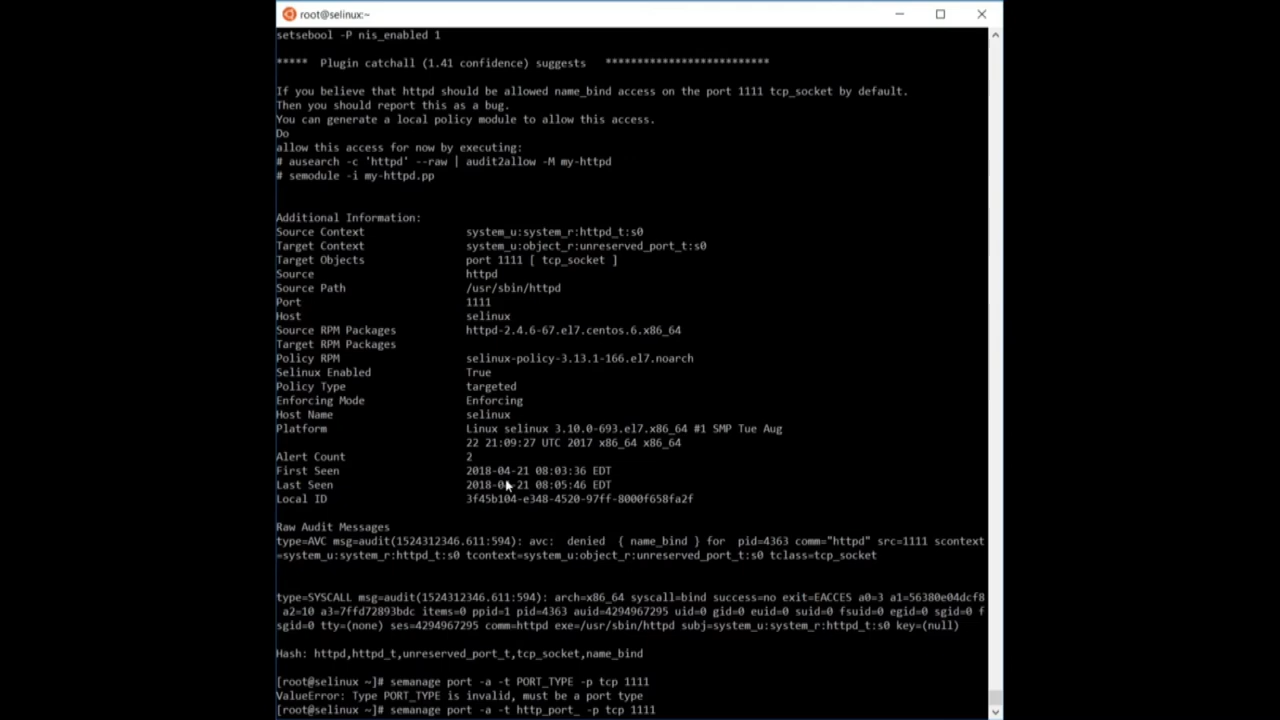 root@selinux:~
setsebool -P nis_enabled 1
*****  Plugin catchall (1.41 confidence) suggests   **************************
If you believe that httpd should be allowed name_bind access on the port 1111 tcp_socket by default.
Then you should report this as a bug.
You can generate a local policy module to allow this access.
Do
allow this access for now by executing:
# ausearch -c 'httpd' --raw | audit2allow -M my-httpd
# semodule -i my-httpd.pp
Additional Information:
Source Context                system_u:system_r:httpd_t:s0
Target Context                system_u:object_r:unreserved_port_t:s0
Target Objects                port 1111 [ tcp_socket ]
Source                        httpd
Source Path                   /usr/sbin/httpd
Port                          1111
Host                          selinux
Source RPM Packages           httpd-2.4.6-67.el7.centos.6.x86_64
Target RPM Packages
Policy RPM                    selinux-policy-3.13.1-166.el7.noarch
Selinux Enabled               True
Policy Type                   targeted
Enforcing Mode                Enforcing
Host Name                     selinux
Platform                      Linux selinux 3.10.0-693.el7.x86_64 #1 SMP Tue Aug
22 21:09:27 UTC 2017 x86_64 x86_64
Alert Count                   2
First Seen                    2018-04-21 08:03:36 EDT
Last Seen                     2018-04-21 08:05:46 EDT
Local ID                      3f45b104-e348-4520-97ff-8000f658fa2f
Raw Audit Messages
type=AVC msg=audit(1524312346.611:594): avc:  denied  { name_bind } for  pid=4363 comm="httpd" src=1111 scontext
=system_u:system_r:httpd_t:s0 tcontext=system_u:object_r:unreserved_port_t:s0 tclass=tcp_socket
type=SYSCALL msg=audit(1524312346.611:594): arch=x86_64 syscall=bind success=no exit=EACCES a0=3 a1=56380e04dcf8
a2=10 a3=7ffd72893bdc items=0 ppid=1 pid=4363 auid=4294967295 uid=0 gid=0 euid=0 suid=0 fsuid=0 egid=0 sgid=0 f
sgid=0 tty=(none) ses=4294967295 comm=httpd exe=/usr/sbin/httpd subj=system_u:system_r:httpd_t:s0 key=(null)
Hash: httpd,httpd_t,unreserved_port_t,tcp_socket,name_bind
[root@selinux ~]# semanage port -a -t PORT_TYPE -p tcp 1111
ValueError: Type PORT_TYPE is invalid, must be a port type
[root@selinux ~]# semanage port -a -t http_port_ -p tcp 1111